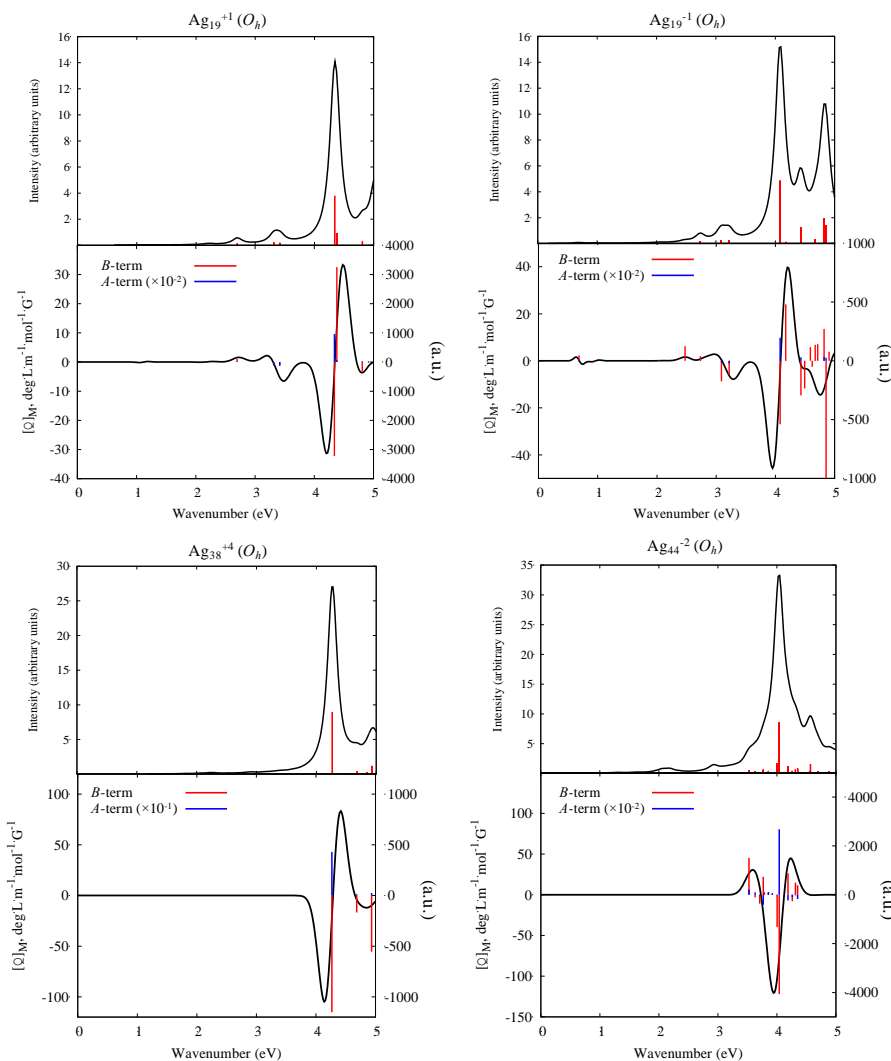 Ag19+1 (Oh)
Intensity (arbitrary units)
16
14
12
10
8
6
4
2
B-term
A-term (×10-2)
[Ω]M, deg·L·m-1·mol-1·G-1
30
20
10
0
-10
-20
-30
-40
4000
3000
2000
1000
0
-1000
-2000
-3000
-4000
(a.u.)
0 1 2 3 4 5
Wavenumber (eV)
Ag19-1 (Oh)
Intensity (arbitrary units)
16
14
12
10
8
6
4
2
B-term
A-term (×10-2)
[Ω]M, deg·L·m-1·mol-1·G-1
40
20
0
-20
-40
1000
500
0
-500
-1000
(a.u.)
0 1 2 3 4 5
Wavenumber (eV)
Ag38+4 (Oh)
Intensity (arbitrary units)
30
25
20
15
10
5
B-term
A-term (×10-1)
[Ω]M, deg·L·m-1·mol-1·G-1
100
50
0
-50
-100
1000
500
0
-500
-1000
(a.u.)
0 1 2 3 4 5
Wavenumber (eV)
Ag44-2 (Oh)
Intensity (arbitrary units)
35
30
25
20
15
10
5
B-term
A-term (×10-2)
[Ω]M, deg·L·m-1·mol-1·G-1
100
50
0
-50
-100
-150
4000
2000
0
-2000
-4000
(a.u.)
0 1 2 3 4 5
Wavenumber (eV)